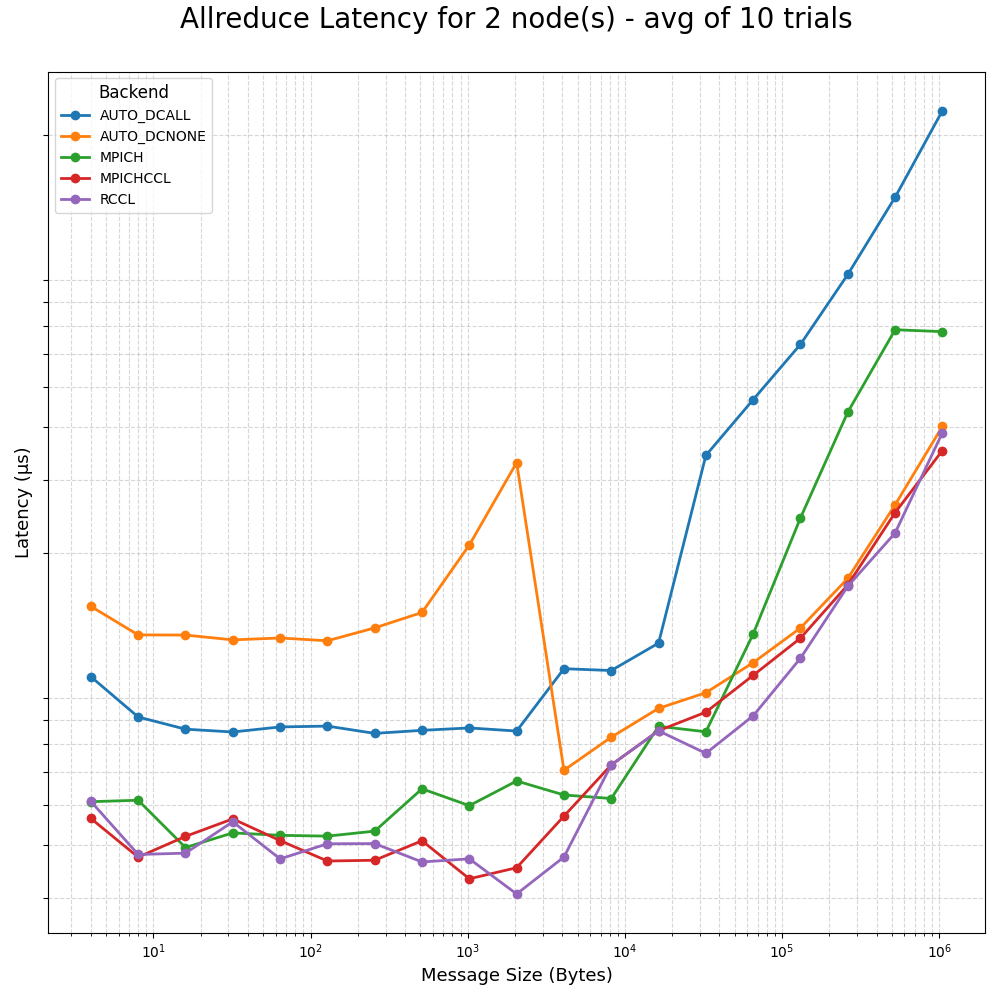 Allreduce Latency for 2 node(s) - avg of 10 trials
Backend
AUTO_DCALL
AUTO_DCNONE
MPICH
MPICHCCL
RCCL
Latency (μs)
10¹ 10² 10³ 10⁴ 10⁵ 10⁶
Message Size (Bytes)